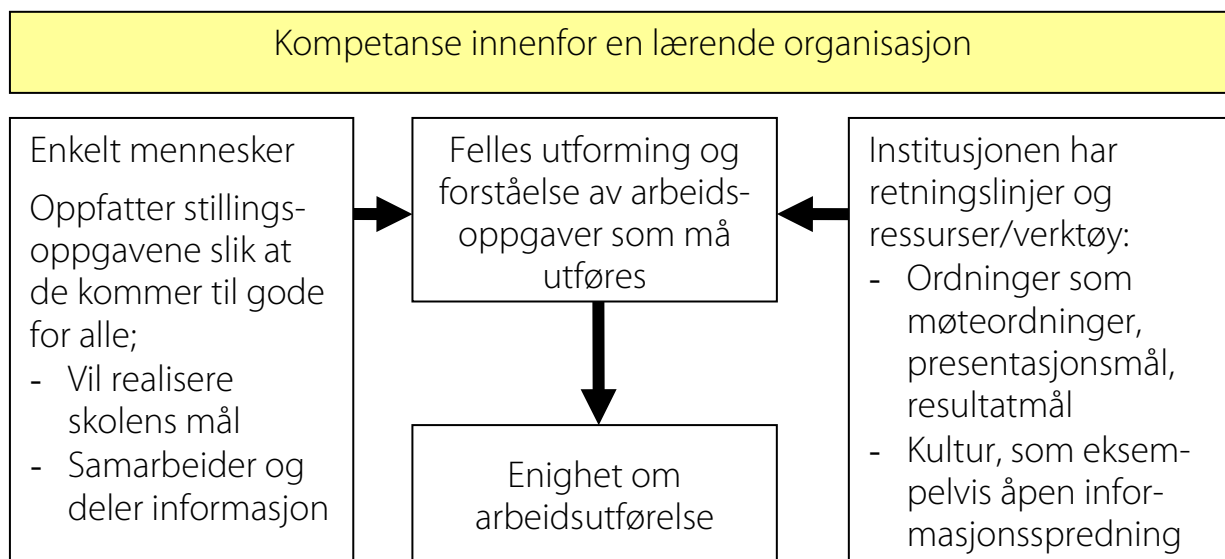 Kompetanse innenfor en lærende organisasjon
Enkelt mennesker
Oppfatter stillings-
oppgavene slik at
de kommer til gode
for alle;
- Vil realisere
skolens mål
- Samarbeider og
deler informasjon
Felles utforming og
forståelse av arbeids-
oppgaver som må
utføres
Enighet om
arbeidsutførelse
Institusjonen har
retningslinjer og
ressurser/verktøy:
- Ordninger som
møteordninger,
presentasjonsmål,
resultatmål
- Kultur, som eksem-
pelvis åpen infor-
masjonsspredning